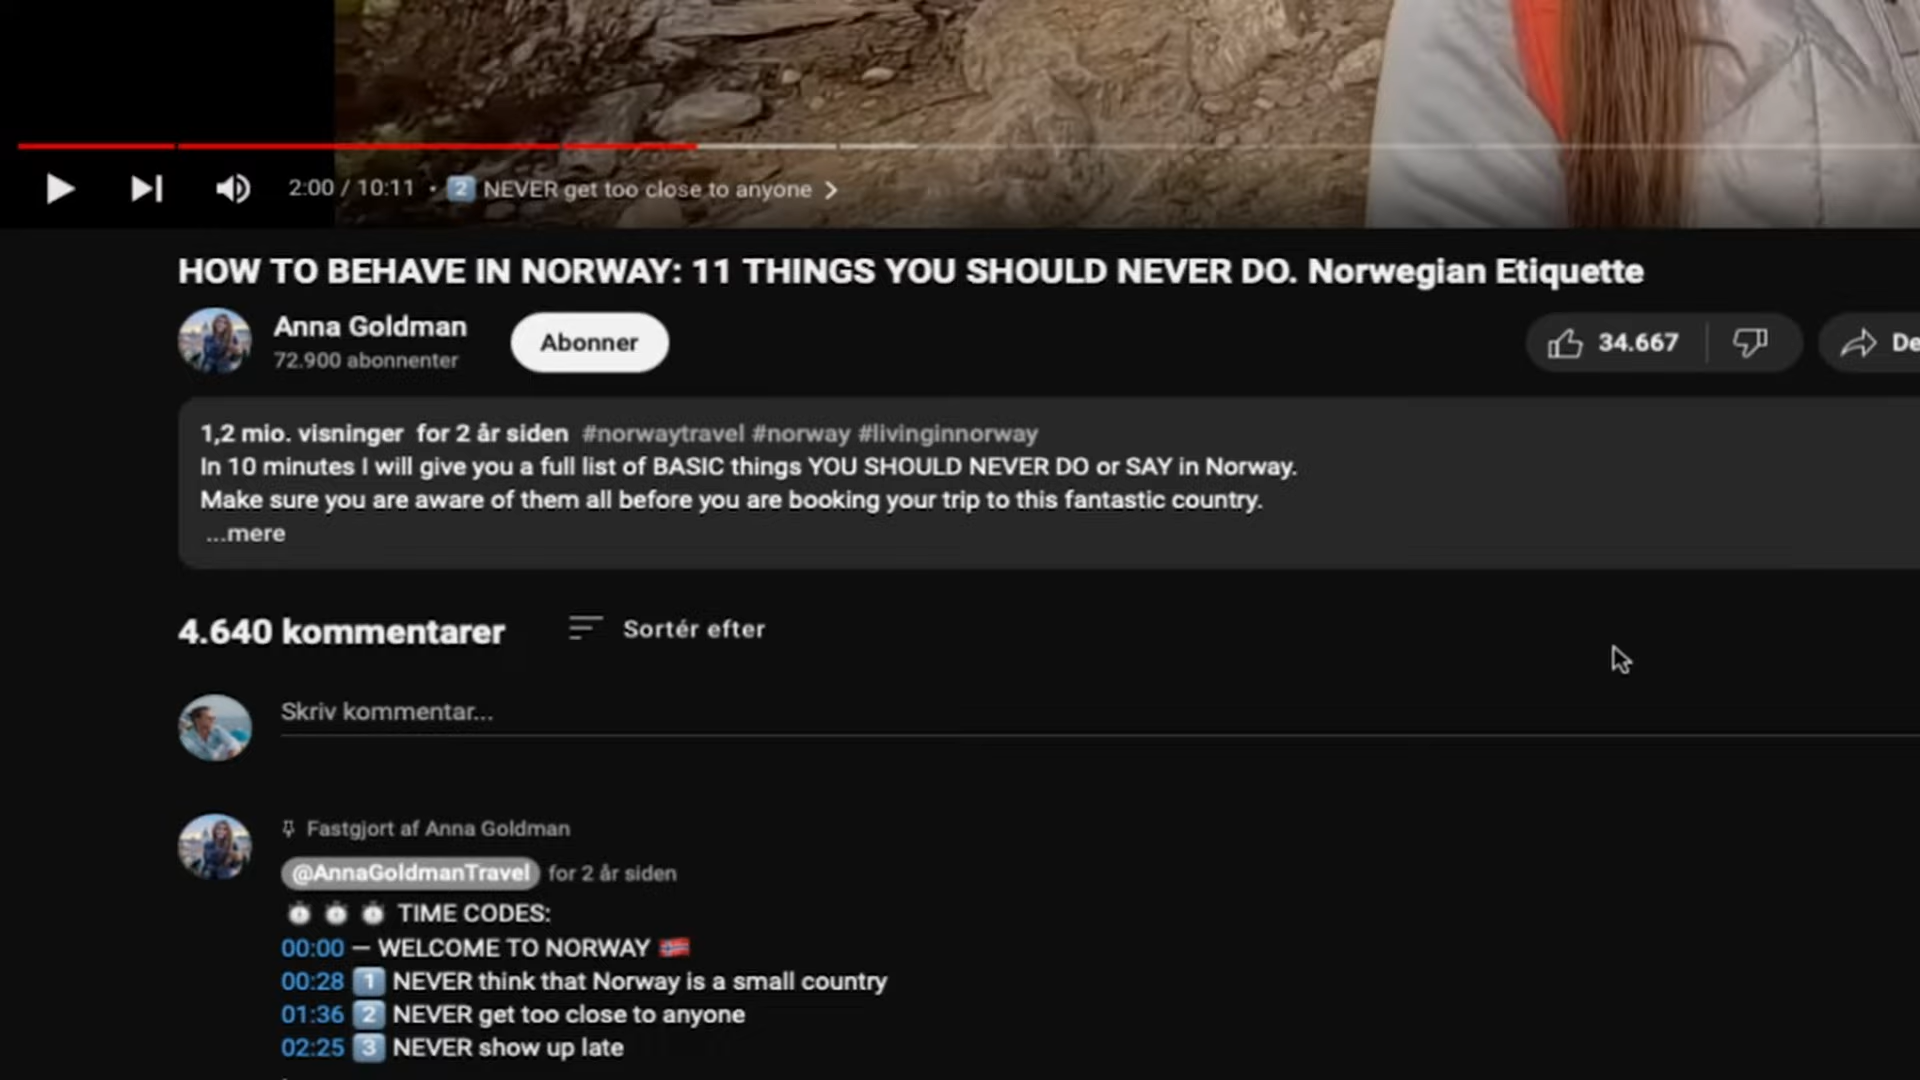 2:00 / 10:11 • 2 NEVER get too close to anyone
HOW TO BEHAVE IN NORWAY: 11 THINGS YOU SHOULD NEVER DO. Norwegian Etiquette
Anna Goldman
72.900 abonnenter
Abonner
34.667
De
1,2 mio. visninger for 2 år siden #norwaytravel #norway #livinginnorway
In 10 minutes I will give you a full list of BASIC things YOU SHOULD NEVER DO or SAY in Norway.
Make sure you are aware of them all before you are booking your trip to this fantastic country.
...mere
4.640 kommentarer
Sortér efter
Skriv kommentar...
Fastgjort af Anna Goldman
@AnnaGoldmanTravel for 2 år siden
TIME CODES:
00:00 – WELCOME TO NORWAY
00:28 1 NEVER think that Norway is a small country
01:36 2 NEVER get too close to anyone
02:25 3 NEVER show up late